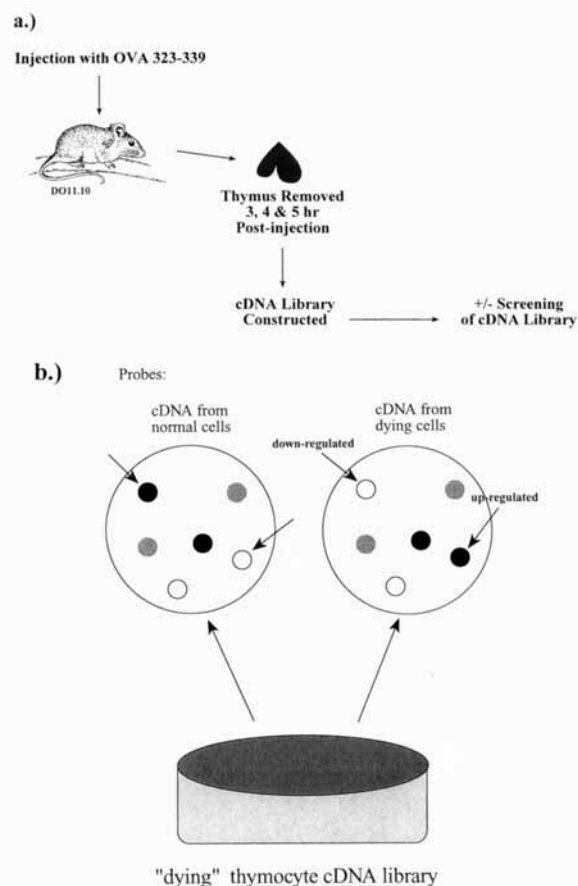 a.)
Injection with OVA 323-339
DO11.10
Thymus Removed
3, 4 & 5 hr
Post-injection
cDNA Library
Constructed
+/- Screening
of cDNA Library
b.)
Probes:
cDNA from
normal cells
cDNA from
dying cells
down-regulated
up-regulated
"dying" thymocyte cDNA library